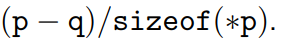 (p − q)/sizeof(*p).